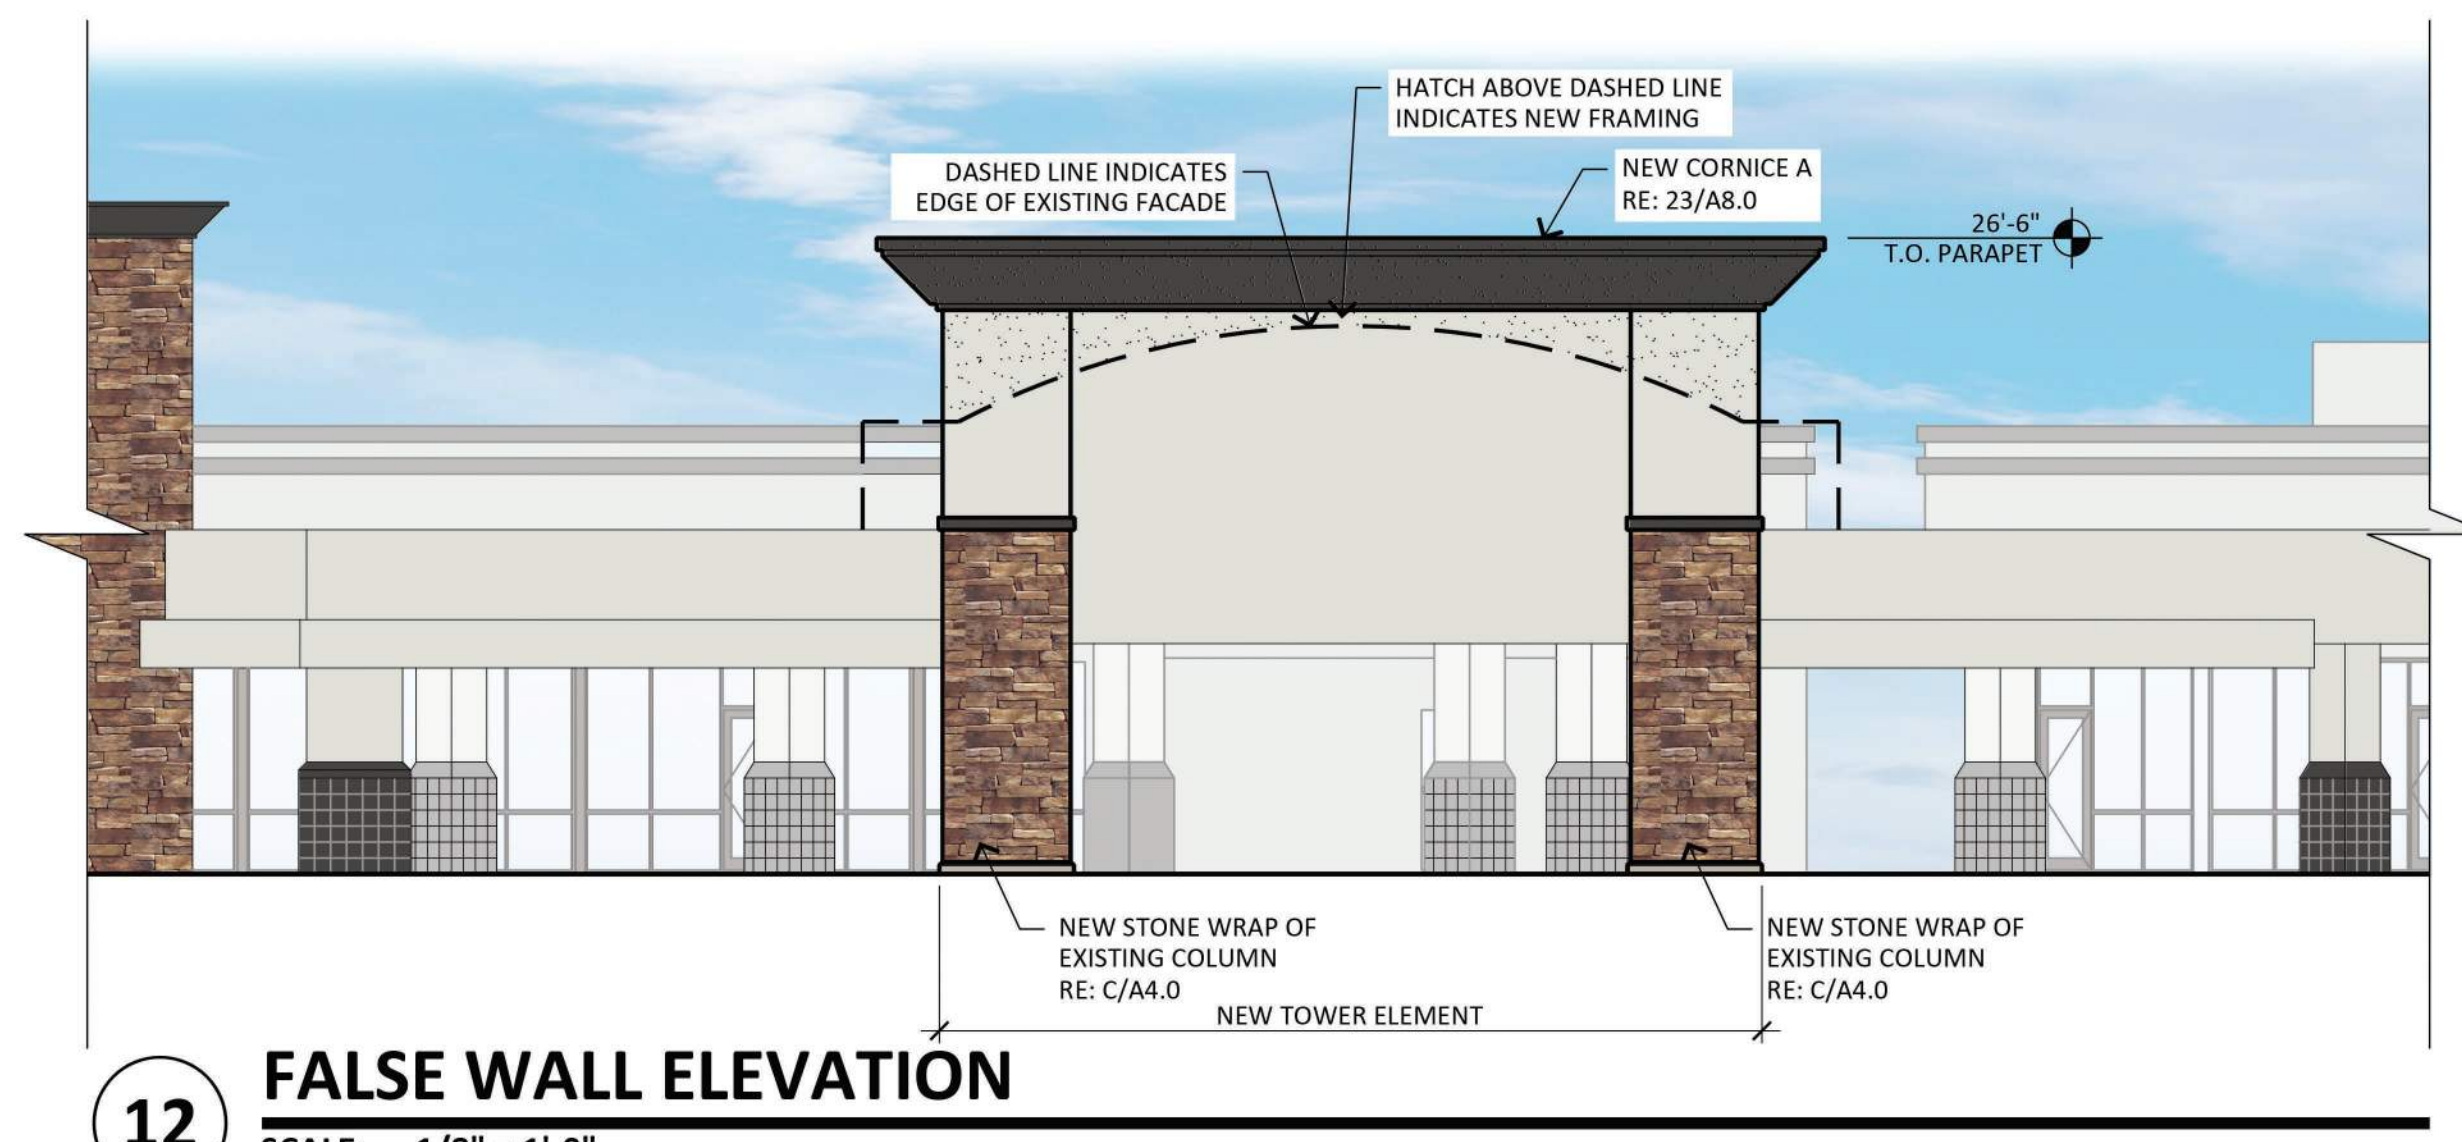 HATCH ABOVE DASHED LINE
INDICATES NEW FRAMING
DASHED LINE INDICATES
EDGE OF EXISTING FACADE
NEW CORNICE A
RE: 23/A8.0
26'-6"
T.O. PARAPET
NEW STONE WRAP OF
EXISTING COLUMN
RE: C/A4.0
NEW STONE WRAP OF
EXISTING COLUMN
RE: C/A4.0
NEW TOWER ELEMENT
12
FALSE WALL ELEVATION